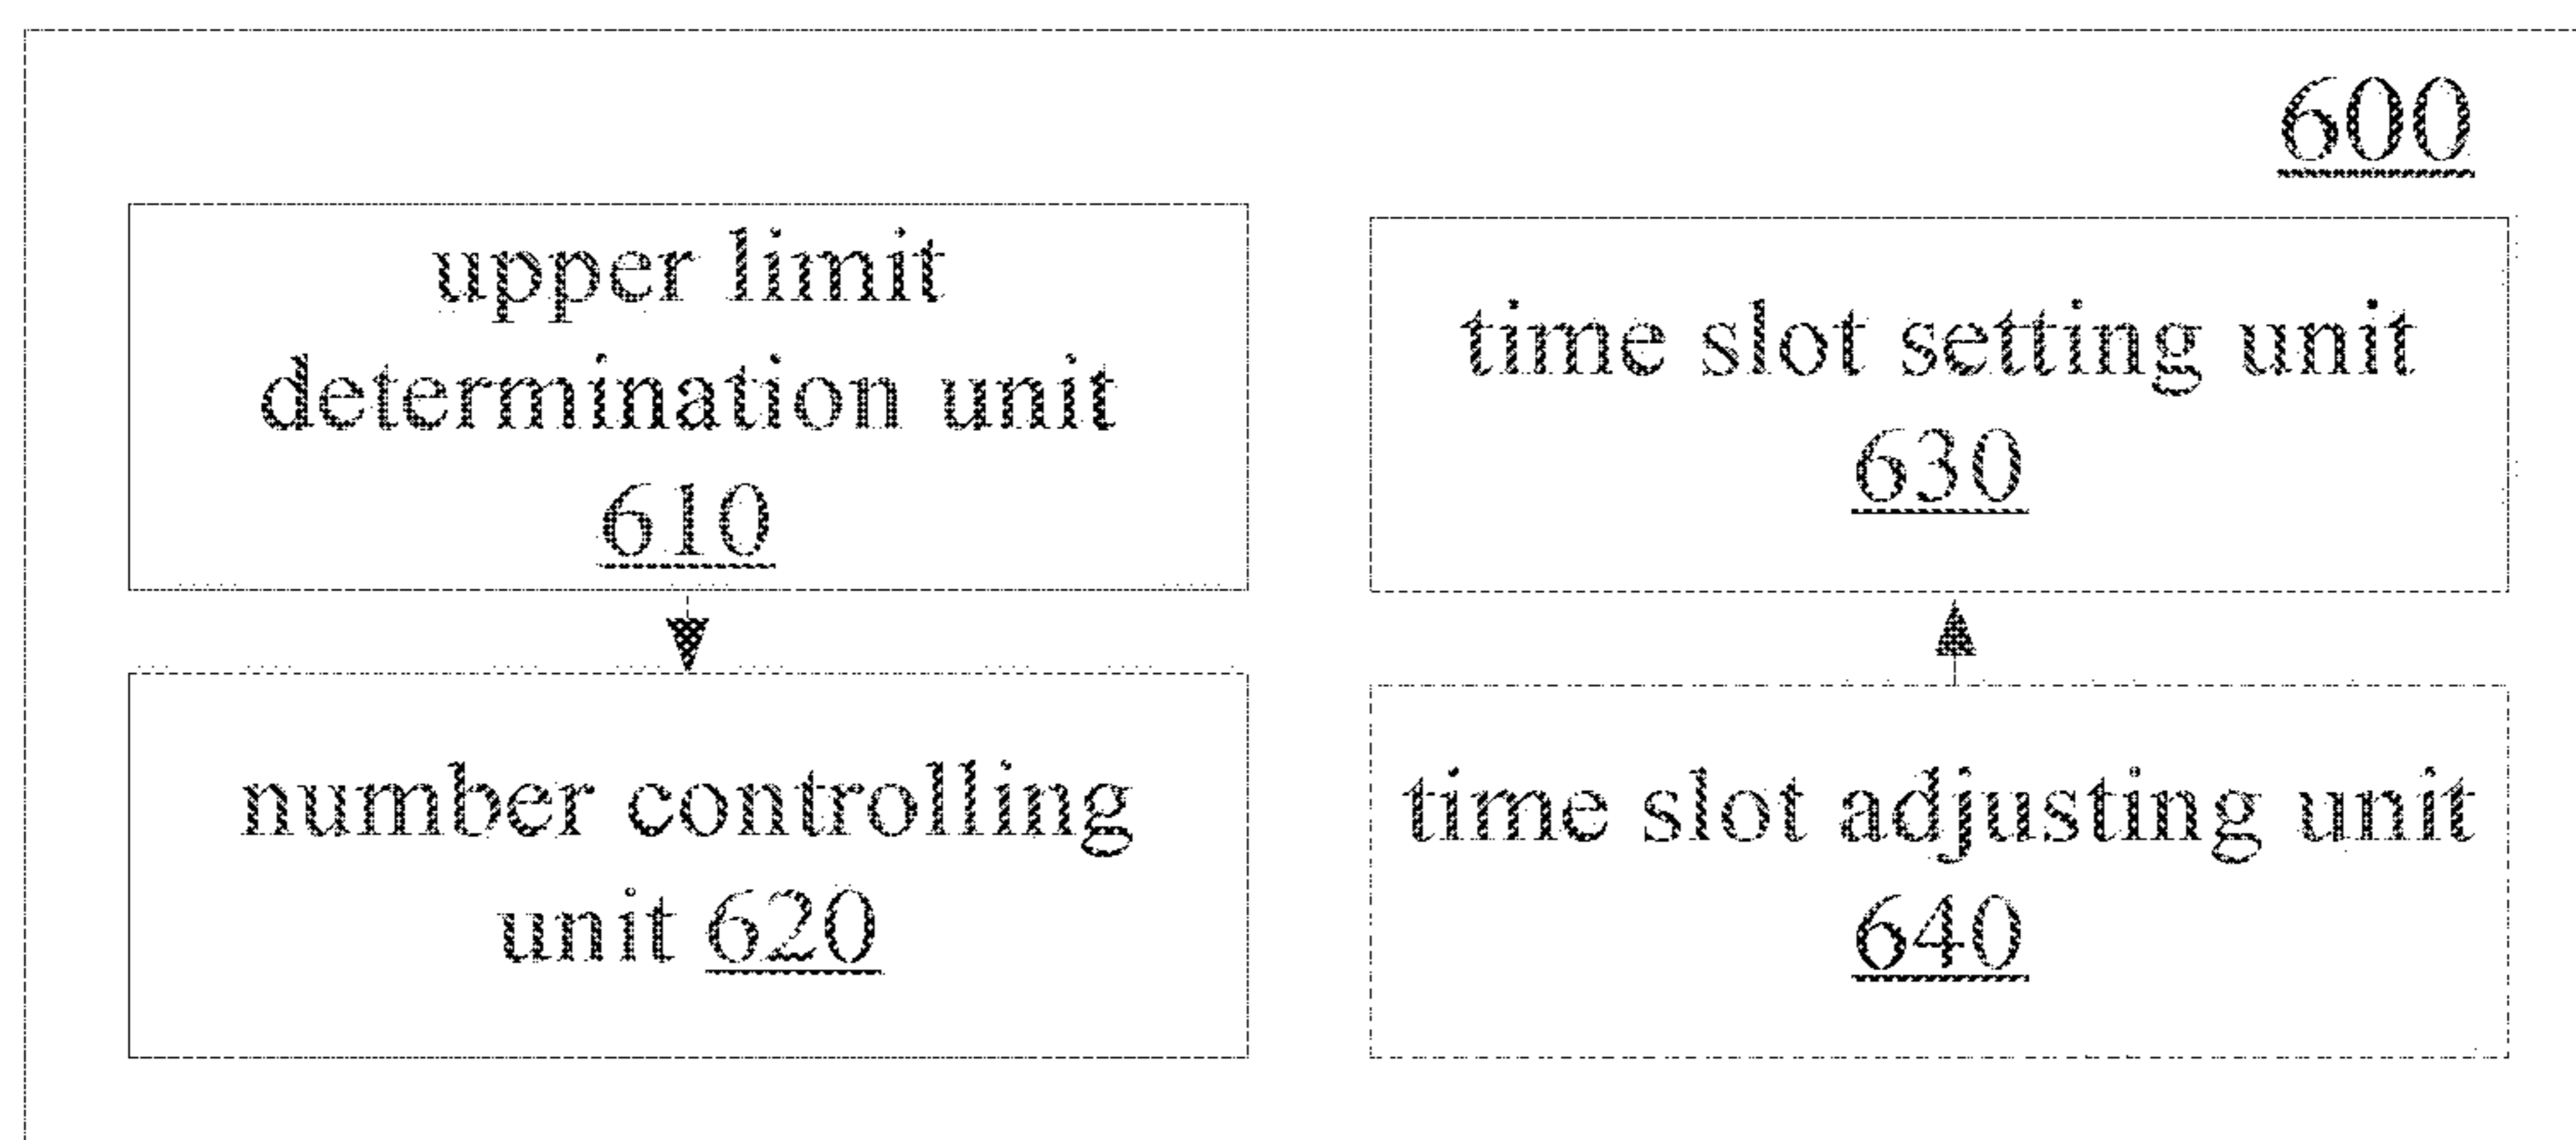 600
upper limit
determination unit
610
time slot setting unit
630
number controlling
unit 620
time slot adjusting unit
640